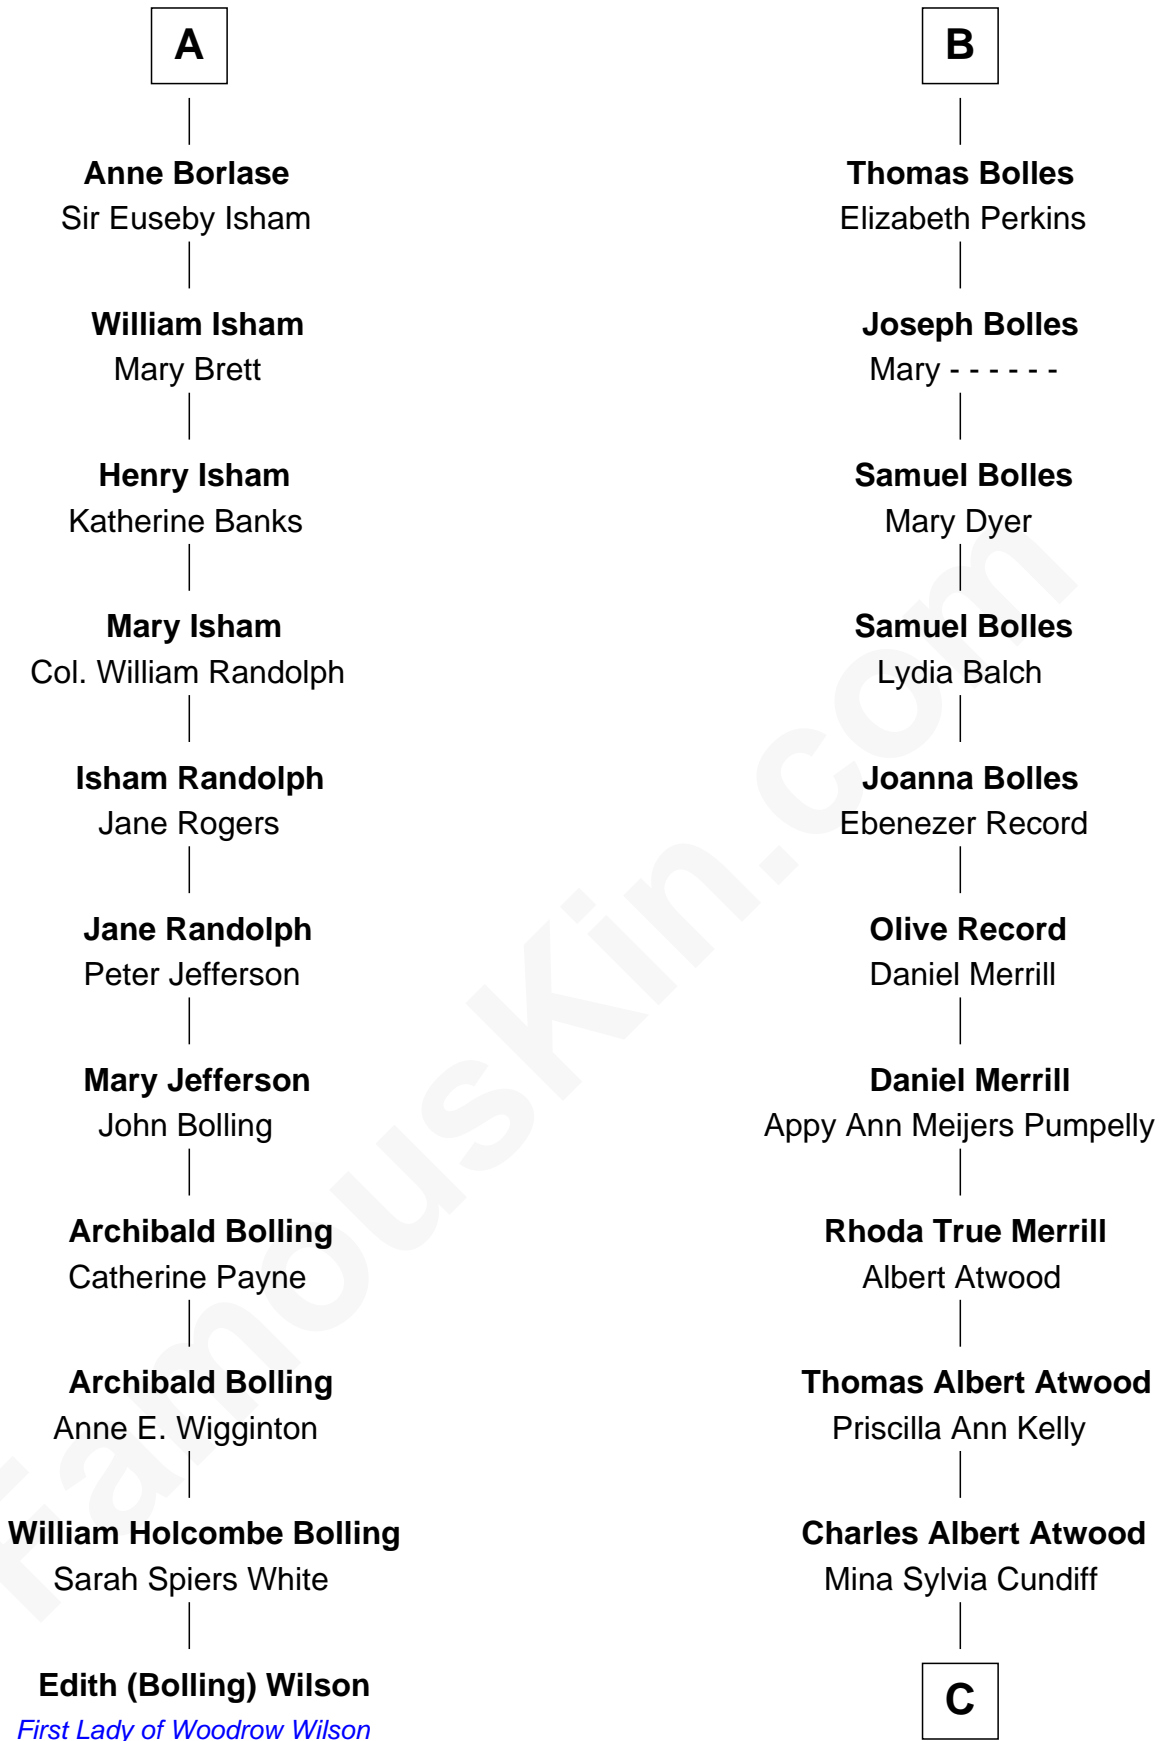 A
Anne Borlase
Sir Euseby Isham
William Isham
Mary Brett
Henry Isham
Katherine Banks
Mary Isham
Col. William Randolph
Isham Randolph
Jane Rogers
Jane Randolph
Peter Jefferson
Mary Jefferson
John Bolling
Archibald Bolling
Catherine Payne
Archibald Bolling
Anne E. Wigginton
William Holcombe Bolling
Sarah Spiers White
Edith (Bolling) Wilson
First Lady of Woodrow Wilson
B
Thomas Bolles
Elizabeth Perkins
Joseph Bolles
Mary - - - - - -
Samuel Bolles
Mary Dyer
Samuel Bolles
Lydia Balch
Joanna Bolles
Ebenezer Record
Olive Record
Daniel Merrill
Daniel Merrill
Appy Ann Meijers Pumpelly
Rhoda True Merrill
Albert Atwood
Thomas Albert Atwood
Priscilla Ann Kelly
Charles Albert Atwood
Mina Sylvia Cundiff
C
FamousKin.com